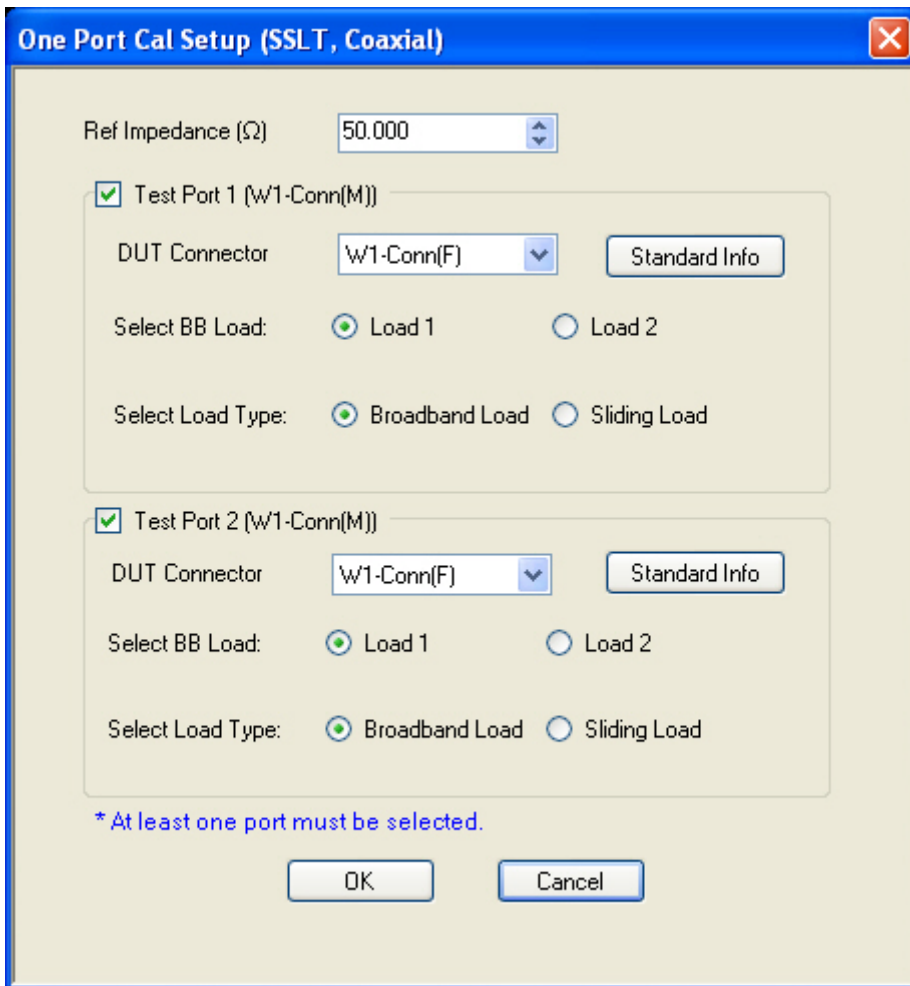 One Port Cal Setup (SSLT, Coaxial)
Ref Impedance (Ω) 50.000
Test Port 1 (W1-Conn(M))
DUT Connector W1-Conn(F) Standard Info
Select BB Load: Load 1 Load 2
Select Load Type: Broadband Load Sliding Load
Test Port 2 (W1-Conn(M))
DUT Connector W1-Conn(F) Standard Info
Select BB Load: Load 1 Load 2
Select Load Type: Broadband Load Sliding Load
* At least one port must be selected.
OK Cancel